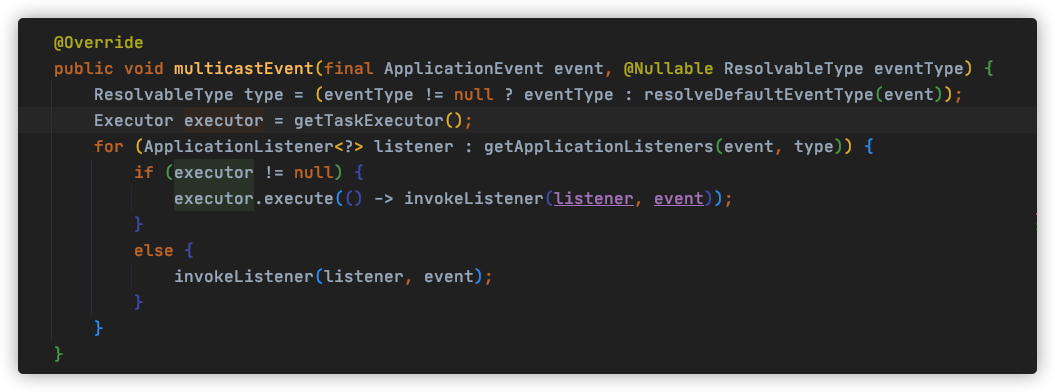 @Override
public void multicastEvent(final ApplicationEvent event, @Nullable ResolvableType eventType) {
ResolvableType type = (eventType != null ? eventType : resolveDefaultEventType(event));
Executor executor = getTaskExecutor();
for (ApplicationListener<?> listener : getApplicationListeners(event, type)) {
if (executor != null) {
executor.execute(() -> invokeListener(listener, event));
}
else {
invokeListener(listener, event);
}
}
}